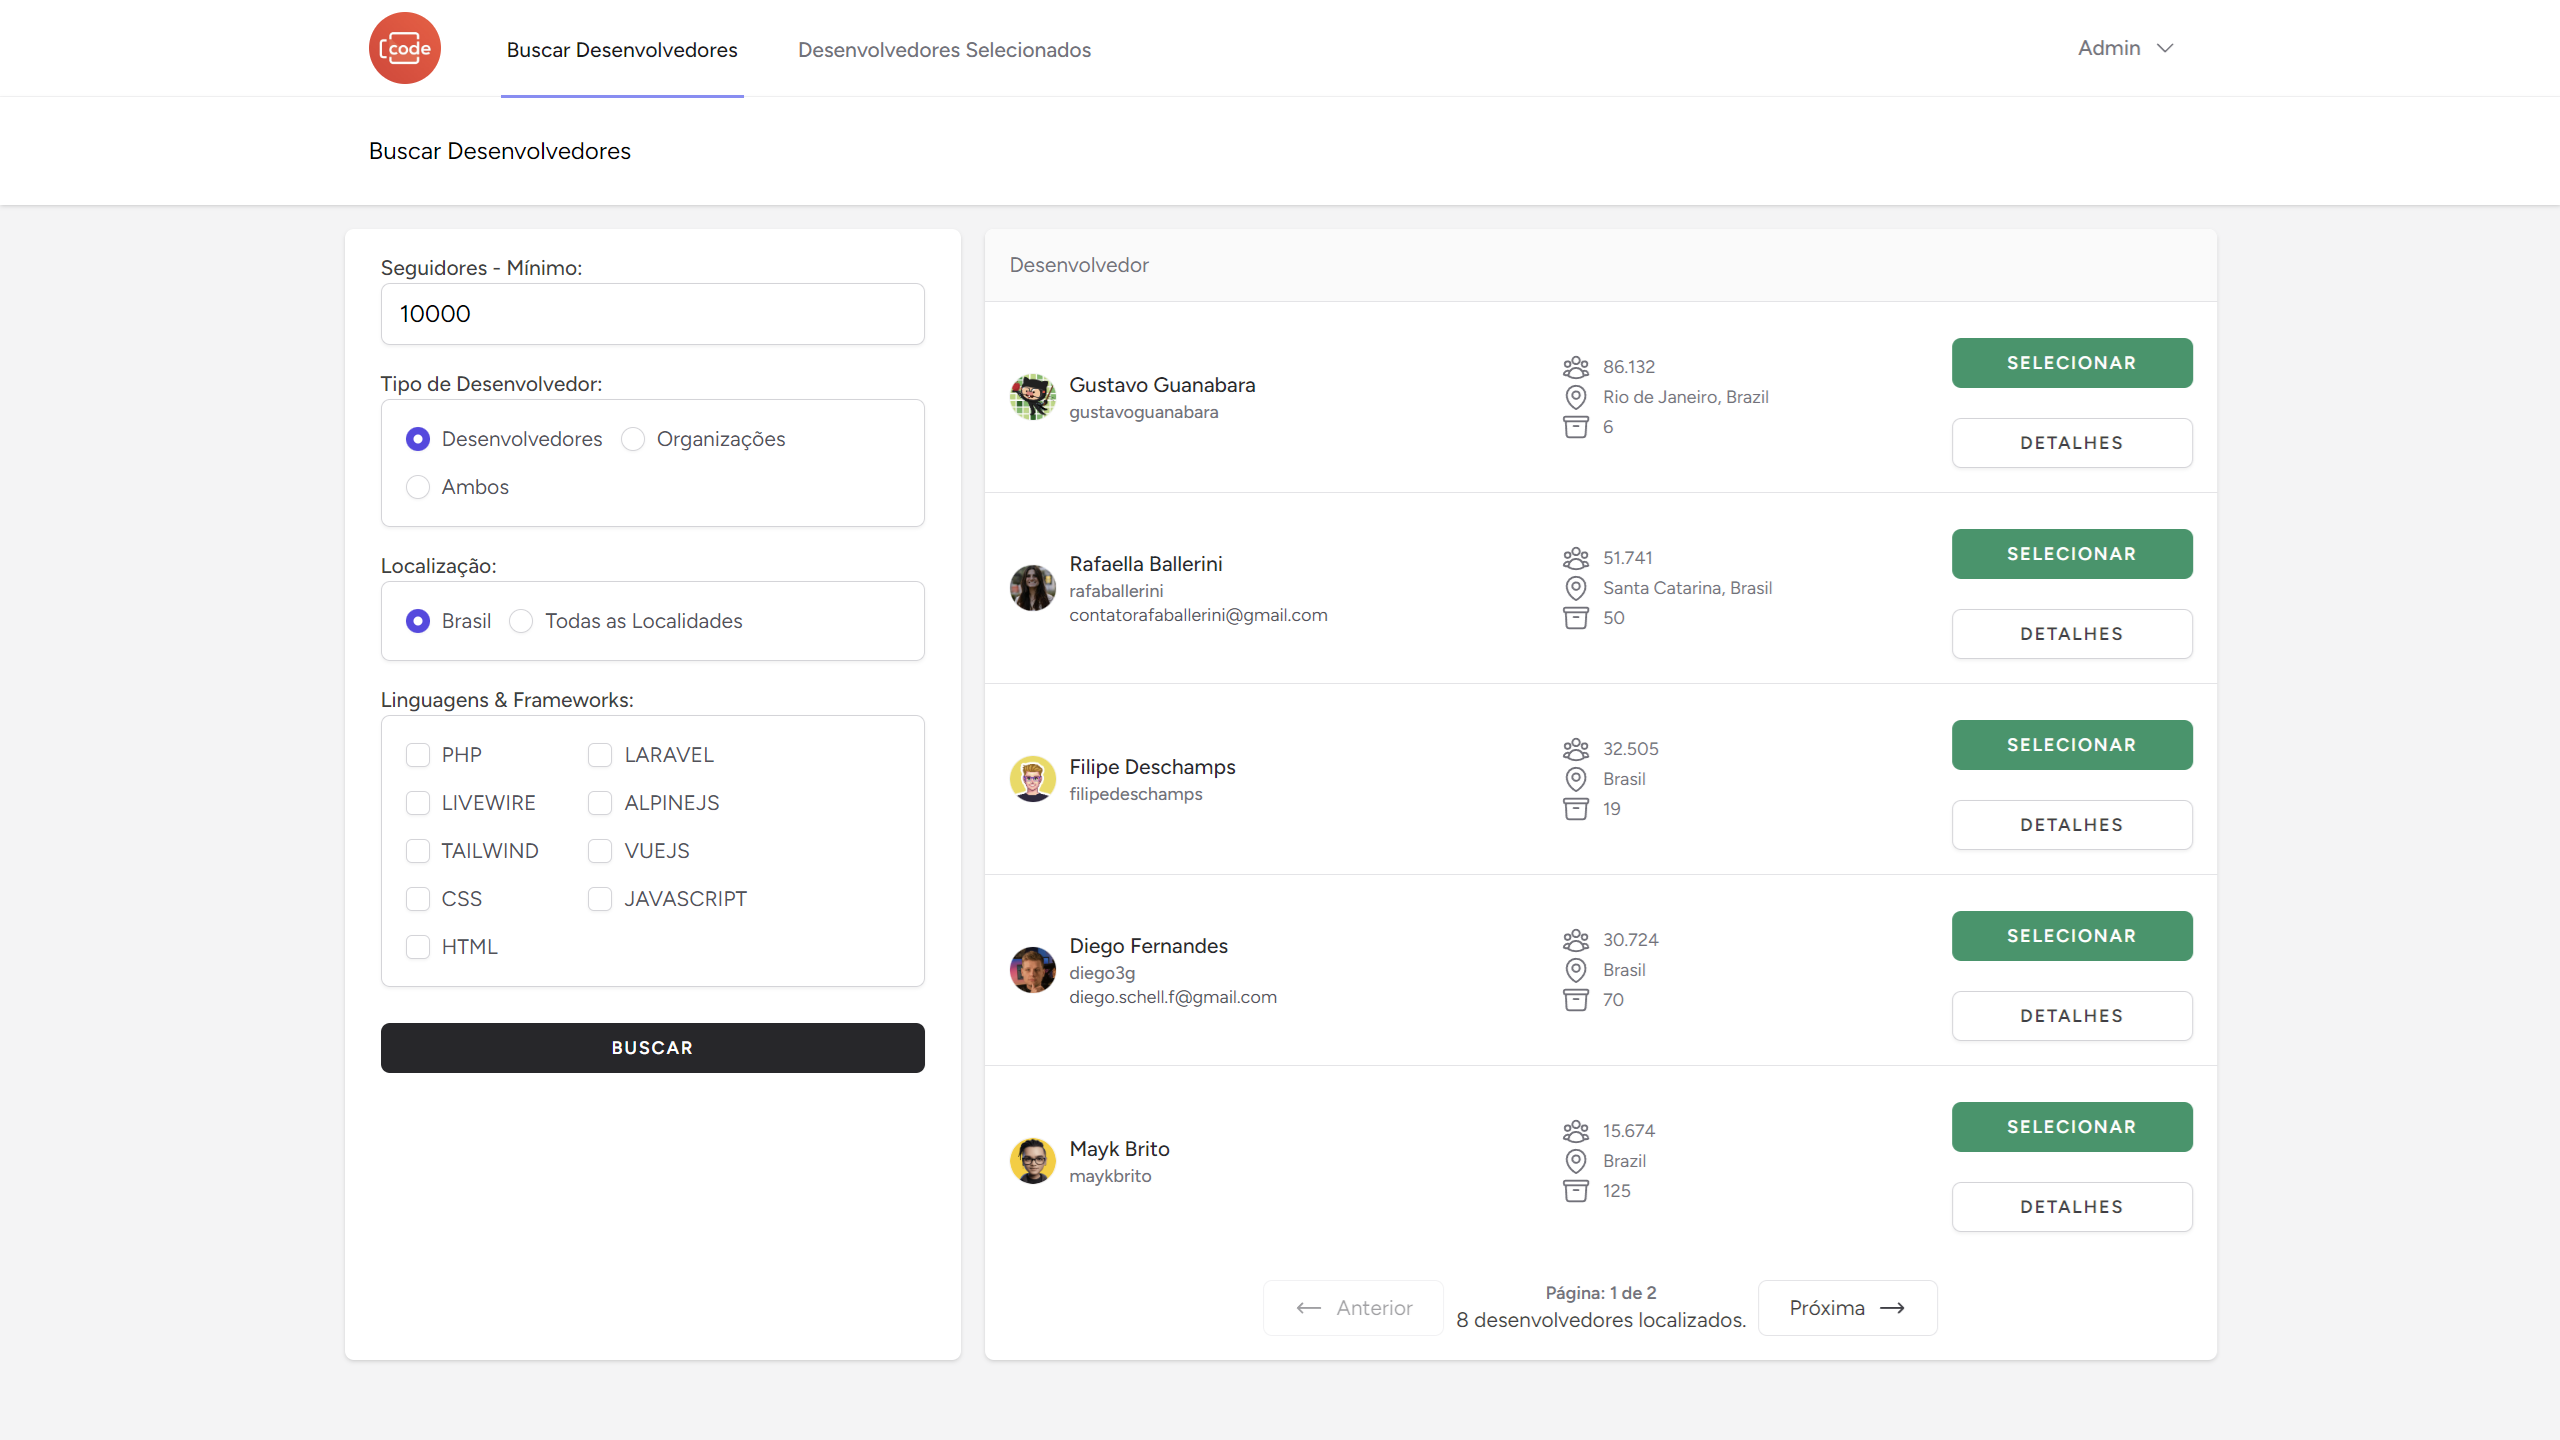 code
Buscar Desenvolvedores
Desenvolvedores Selecionados
Admin
Buscar Desenvolvedores
Seguidores - Mínimo:
10000
Tipo de Desenvolvedor:
Desenvolvedores
Organizações
Ambos
Localização:
Brasil
Todas as Localidades
Linguagens & Frameworks:
PHP
LARAVEL
LIVEWIRE
ALPINEJS
TAILWIND
VUEJS
CSS
JAVASCRIPT
HTML
BUSCAR
Desenvolvedor
Gustavo Guanabara
gustavoguanabara
86.132
Rio de Janeiro, Brazil
6
SELECIONAR
DETALHES
Rafaella Ballerini
rafaballerini
contatorafaballerini@gmail.com
51.741
Santa Catarina, Brasil
50
SELECIONAR
DETALHES
Filipe Deschamps
filipedeschamps
32.505
Brasil
19
SELECIONAR
DETALHES
Diego Fernandes
diego3g
diego.schell.f@gmail.com
30.724
Brasil
70
SELECIONAR
DETALHES
Mayk Brito
maykbrito
15.674
Brazil
125
SELECIONAR
DETALHES
Anterior
Página: 1 de 2
8 desenvolvedores localizados.
Próxima